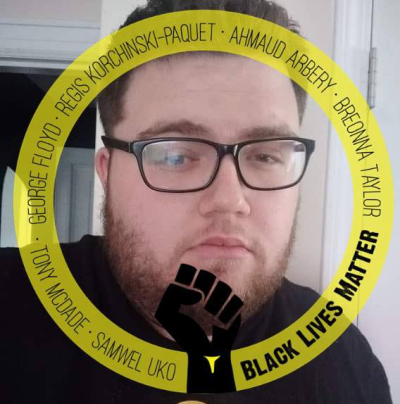 GEORGE FLOYD · REGIS KORCHINSKI-PAQUET · AHMAUD ARBERY · BREONNA TAYLOR
TONY MCDADE · SAMWEL UKO
BLACK LIVES MATTER